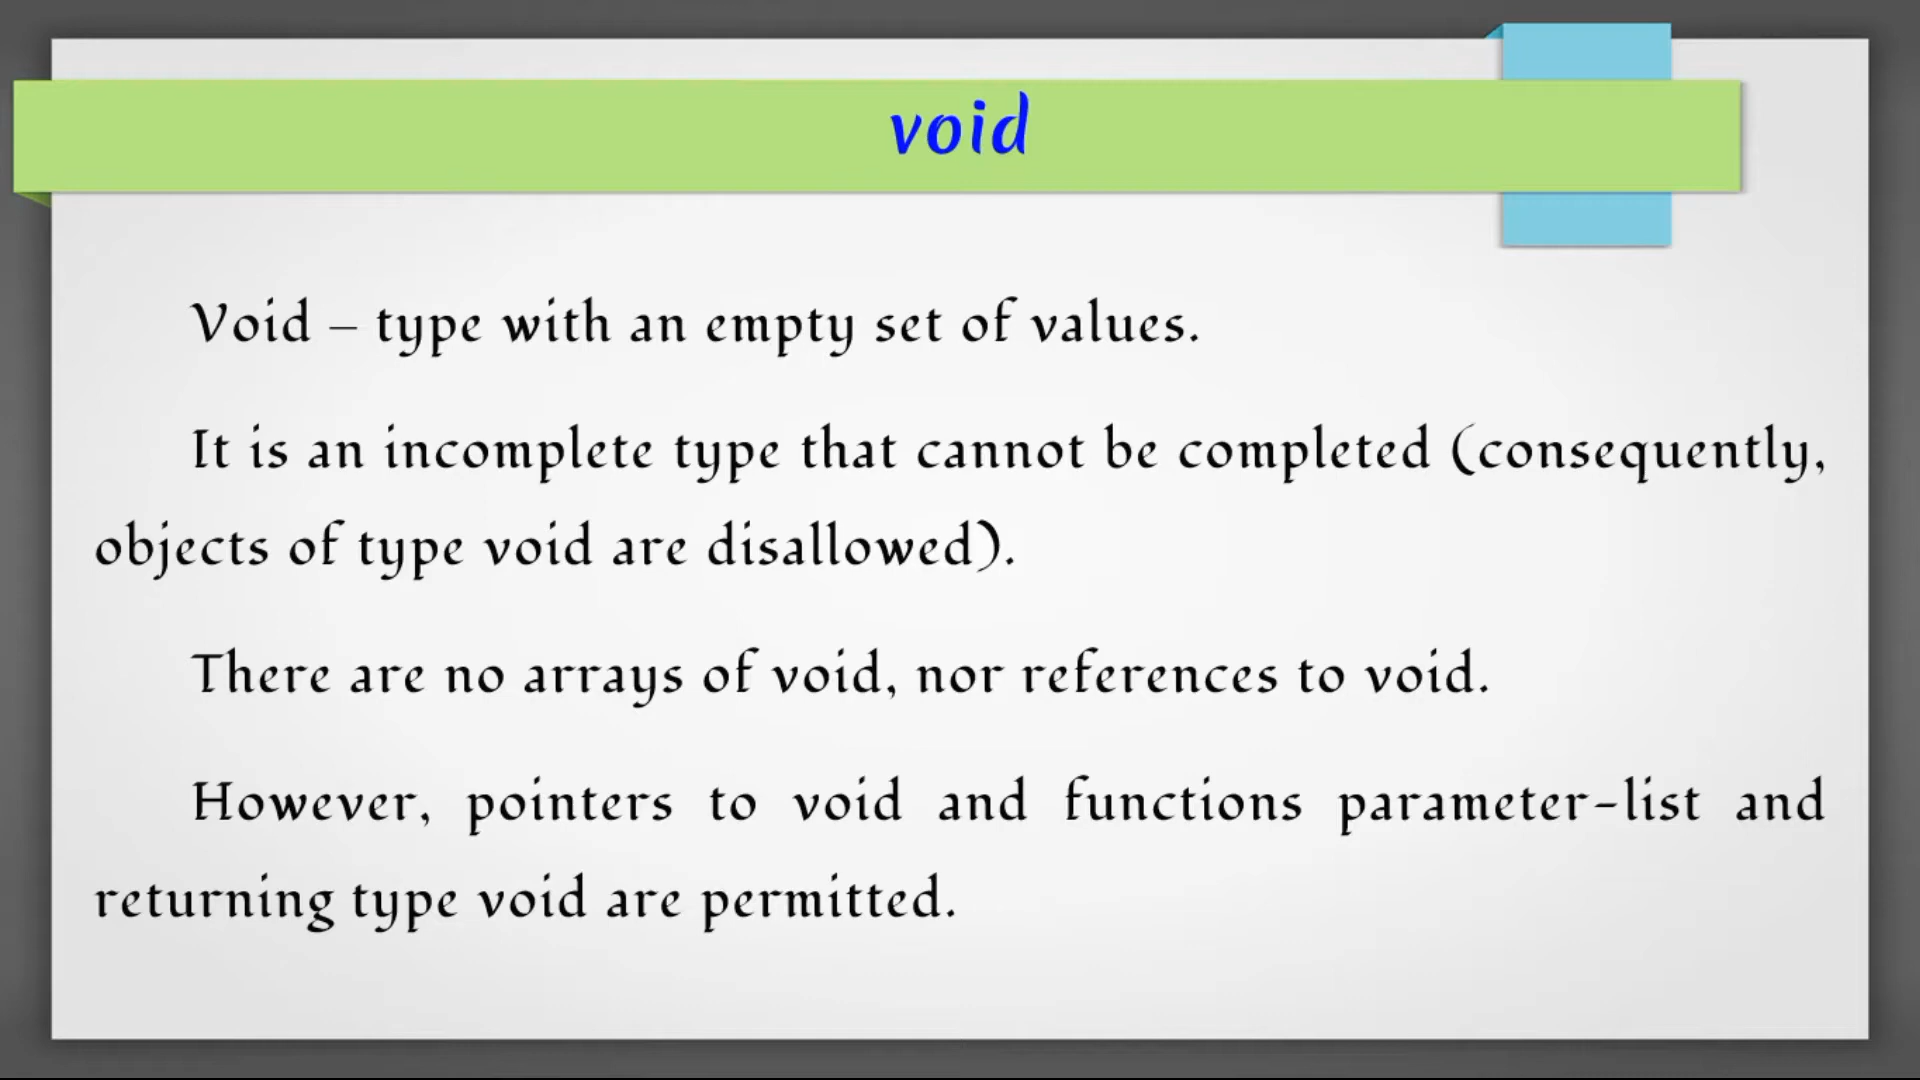 void
Void – type with an empty set of values.
It is an incomplete type that cannot be completed (consequently,
objects of type void are disallowed).
There are no arrays of void, nor references to void.
However, pointers to void and functions parameter-list and
returning type void are permitted.